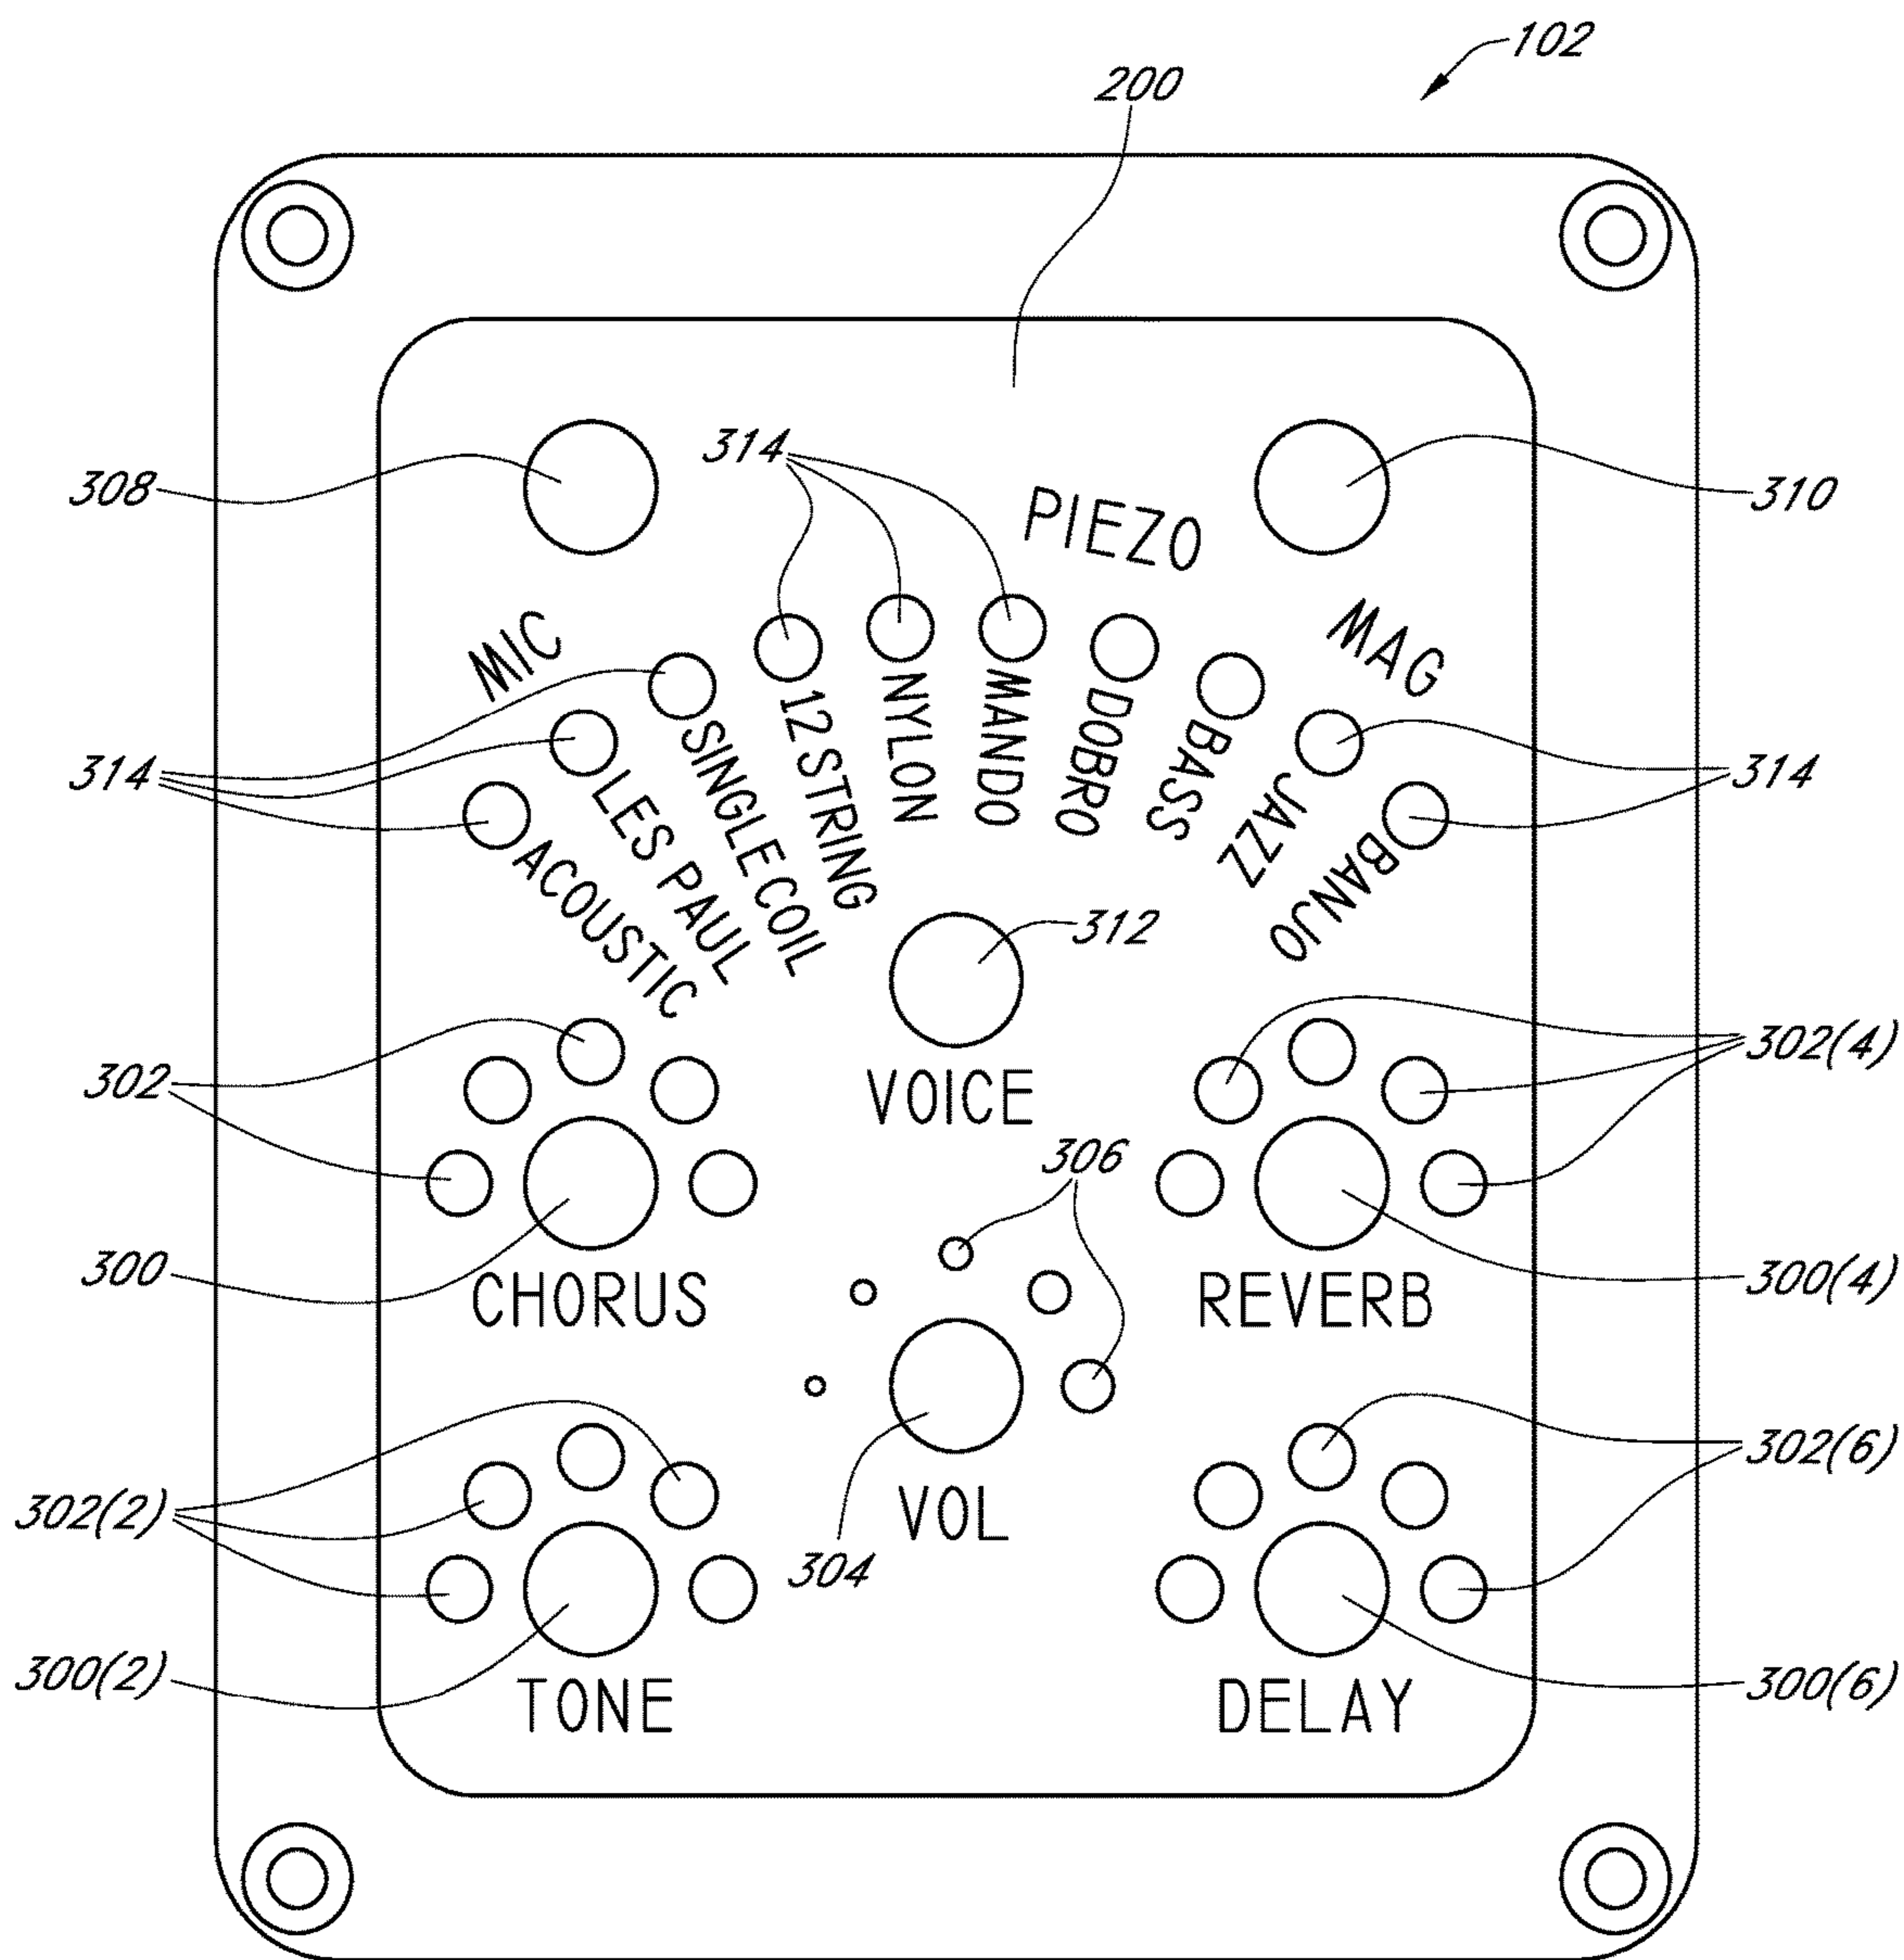 102
200
314
308
310
PIEZO
MIC
MAG
314
314
ACOUSTIC
LES PAUL
SINGLE COIL
12 STRING
NYLON
MANDO
DOBRO
BASS
JAZZ
BANJO
312
302
302(4)
VOICE
306
300
300(4)
CHORUS
REVERB
302(2)
302(6)
VOL
304
300(2)
300(6)
TONE
DELAY